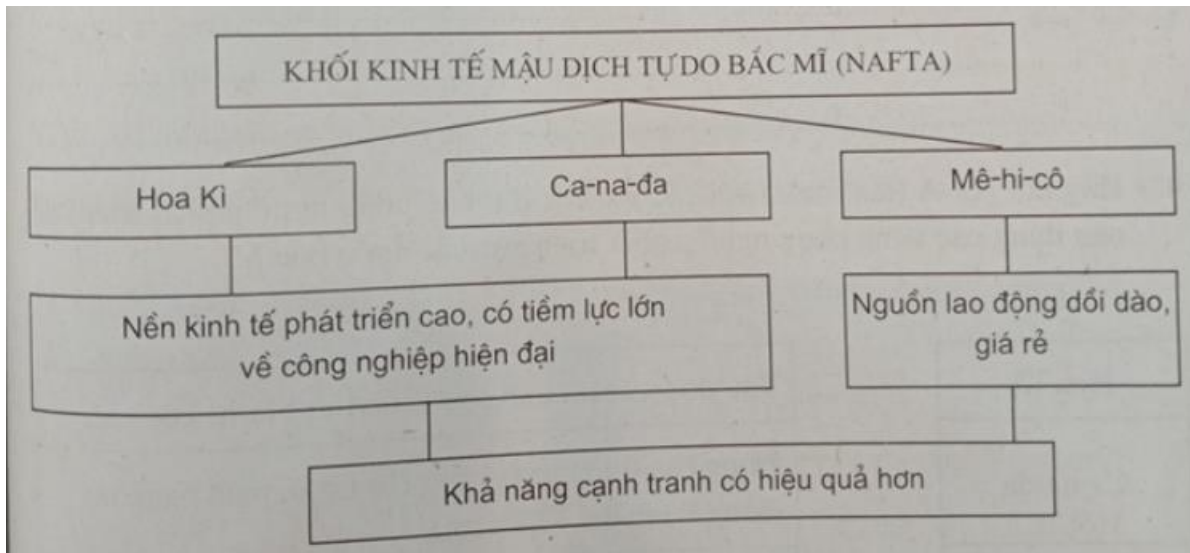 KHỐI KINH TẾ MẬU DỊCH TỰ DO BẮC MĨ (NAFTA)
Hoa Kì
Ca-na-đa
Mê-hi-cô
Nền kinh tế phát triển cao, có tiềm lực lớn
về công nghiệp hiện đại
Nguồn lao động dồi dào,
giá rẻ
Khả năng cạnh tranh có hiệu quả hơn